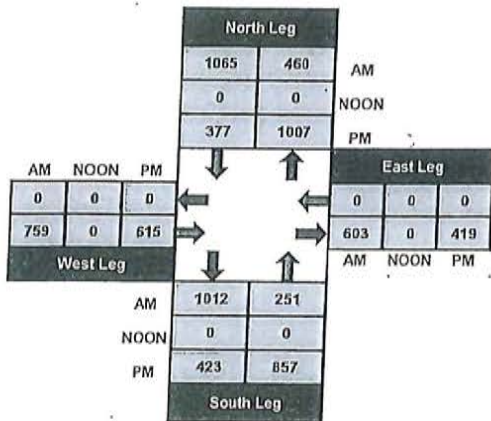 North Leg
1065 460 AM
0 0 NOON
377 1007 PM
AM NOON PM East Leg
0 0 0 0 0 0
759 0 615 603 0 419
West Leg AM NOON PM
AM 1012 251
NOON 0 0
PM 423 857
South Leg